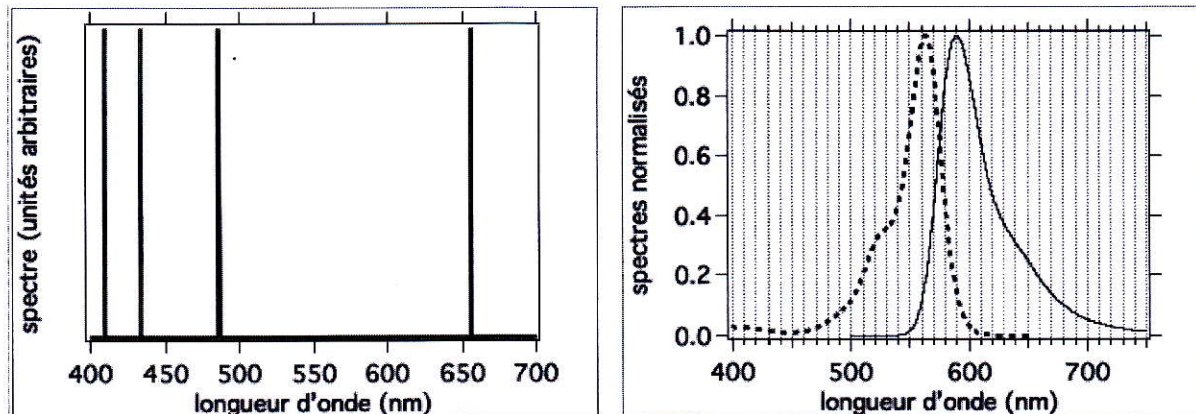 spectre (unités arbitraires)
400 450 500 550 600 650 700
longueur d'onde (nm)
spectres normalisés
1.0
0.8
0.6
0.4
0.2
0.0
400 500 600 700
longueur d'onde (nm)